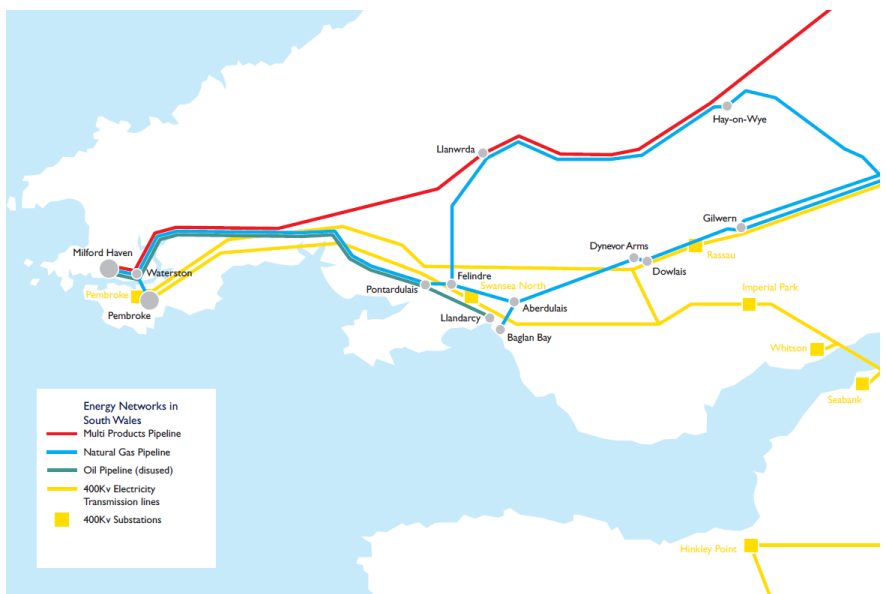 Hay-on-Wye
Llanwrda
Gilwern
Milford Haven
Dynevor Arms
Rassau
Waterston
Dowlais
Felindre
Pontardulais
Swansea North
Imperial Park
Pembroke
Aberdulais
Pembroke
Llandarcy
Baglan Bay
Whitson
Seabank
Energy Networks in
South Wales
Multi Products Pipeline
Natural Gas Pipeline
Oil Pipeline (disused)
400Kv Electricity
Transmission lines
400Kv Substations
Hinkley Point